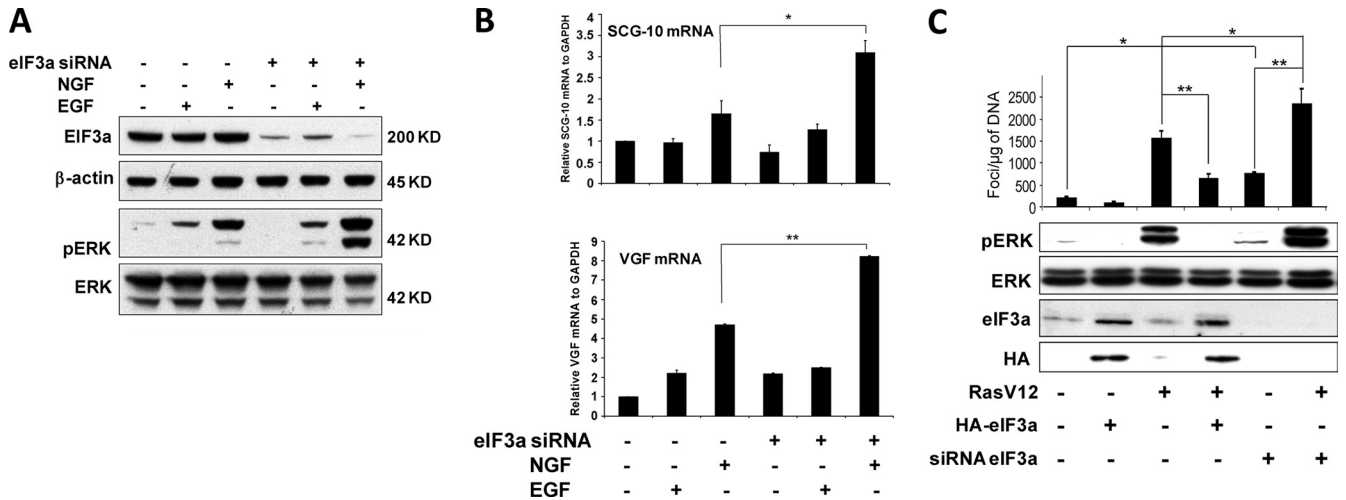 A
eIF3a siRNA - - - + + +
NGF - - + - - +
EGF - + - - + -
EIF3a 200 KD
β-actin 45 KD
pERK 42 KD
ERK 42 KD
B
SCG-10 mRNA
*
Relative SCG-10 mRNA to GAPDH
4
3.5
3
2.5
2
1.5
1
0.5
0
VGF mRNA
**
Relative VGF mRNA to GAPDH
9
8
7
6
5
4
3
2
1
0
eIF3a siRNA - - - + + +
NGF - - + - - +
EGF - + - - + -
C
* *
** **
Foci/μg of DNA
2500
2000
1500
1000
500
0
pERK
ERK
eIF3a
HA
RasV12 - - + + - +
HA-eIF3a - + - + - -
siRNA eIF3a - - - - + +